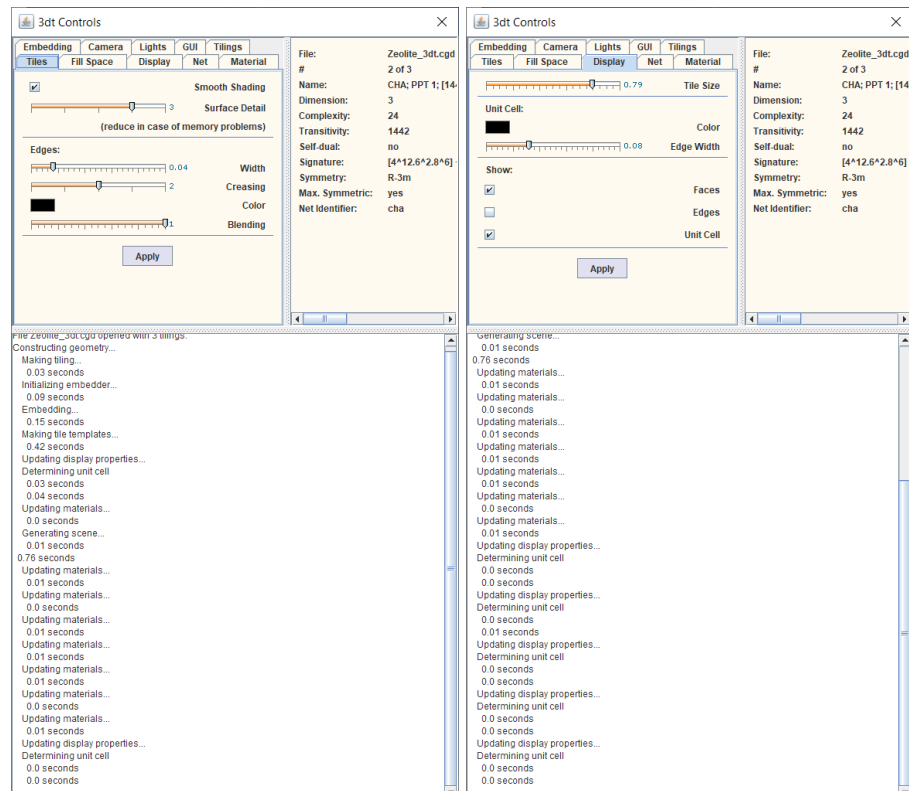 3dt Controls
Embedding Camera Lights GUI Tilings
Tiles Fill Space Display Net Material
Smooth Shading
3 Surface Detail
(reduce in case of memory problems)
Edges:
0.04 Width
2 Creasing
Color
1 Blending
Apply
File: Zeolite_3dt.cgd
# 2 of 3
Name: CHA; PPT 1; [14
Dimension: 3
Complexity: 24
Transitivity: 1442
Self-dual: no
Signature: [4^12.6^2.8^6]
Symmetry: R-3m
Max. Symmetric: yes
Net Identifier: cha
File Zeolite_3dt.cgd opened with 3 tilings.
Constructing geometry...
Making tiling...
0.03 seconds
Initializing embedder...
0.09 seconds
Embedding...
0.15 seconds
Making tile templates...
0.42 seconds
Updating display properties...
Determining unit cell
0.03 seconds
0.04 seconds
Updating materials...
0.0 seconds
Generating scene...
0.01 seconds
0.76 seconds
Updating materials...
0.01 seconds
Updating materials...
0.0 seconds
Updating materials...
0.01 seconds
Updating materials...
0.01 seconds
Updating materials...
0.01 seconds
Updating materials...
0.0 seconds
Updating materials...
0.01 seconds
Updating display properties...
Determining unit cell
0.0 seconds
0.0 seconds
3dt Controls
Embedding Camera Lights GUI Tilings
Tiles Fill Space Display Net Material
0.79 Tile Size
Unit Cell:
Color
0.08 Edge Width
Show:
Faces
Edges
Unit Cell
Apply
File: Zeolite_3dt.cgd
# 2 of 3
Name: CHA; PPT 1; [14
Dimension: 3
Complexity: 24
Transitivity: 1442
Self-dual: no
Signature: [4^12.6^2.8^6]
Symmetry: R-3m
Max. Symmetric: yes
Net Identifier: cha
Generating scene...
0.01 seconds
0.76 seconds
Updating materials...
0.01 seconds
Updating materials...
0.0 seconds
Updating materials...
0.01 seconds
Updating materials...
0.01 seconds
Updating materials...
0.01 seconds
Updating materials...
0.0 seconds
Updating materials...
0.01 seconds
Updating display properties...
Determining unit cell
0.0 seconds
0.0 seconds
Updating display properties...
Determining unit cell
0.0 seconds
0.01 seconds
Updating display properties...
Determining unit cell
0.0 seconds
0.0 seconds
Updating display properties...
Determining unit cell
0.0 seconds
0.0 seconds
Updating display properties...
Determining unit cell
0.0 seconds
0.0 seconds